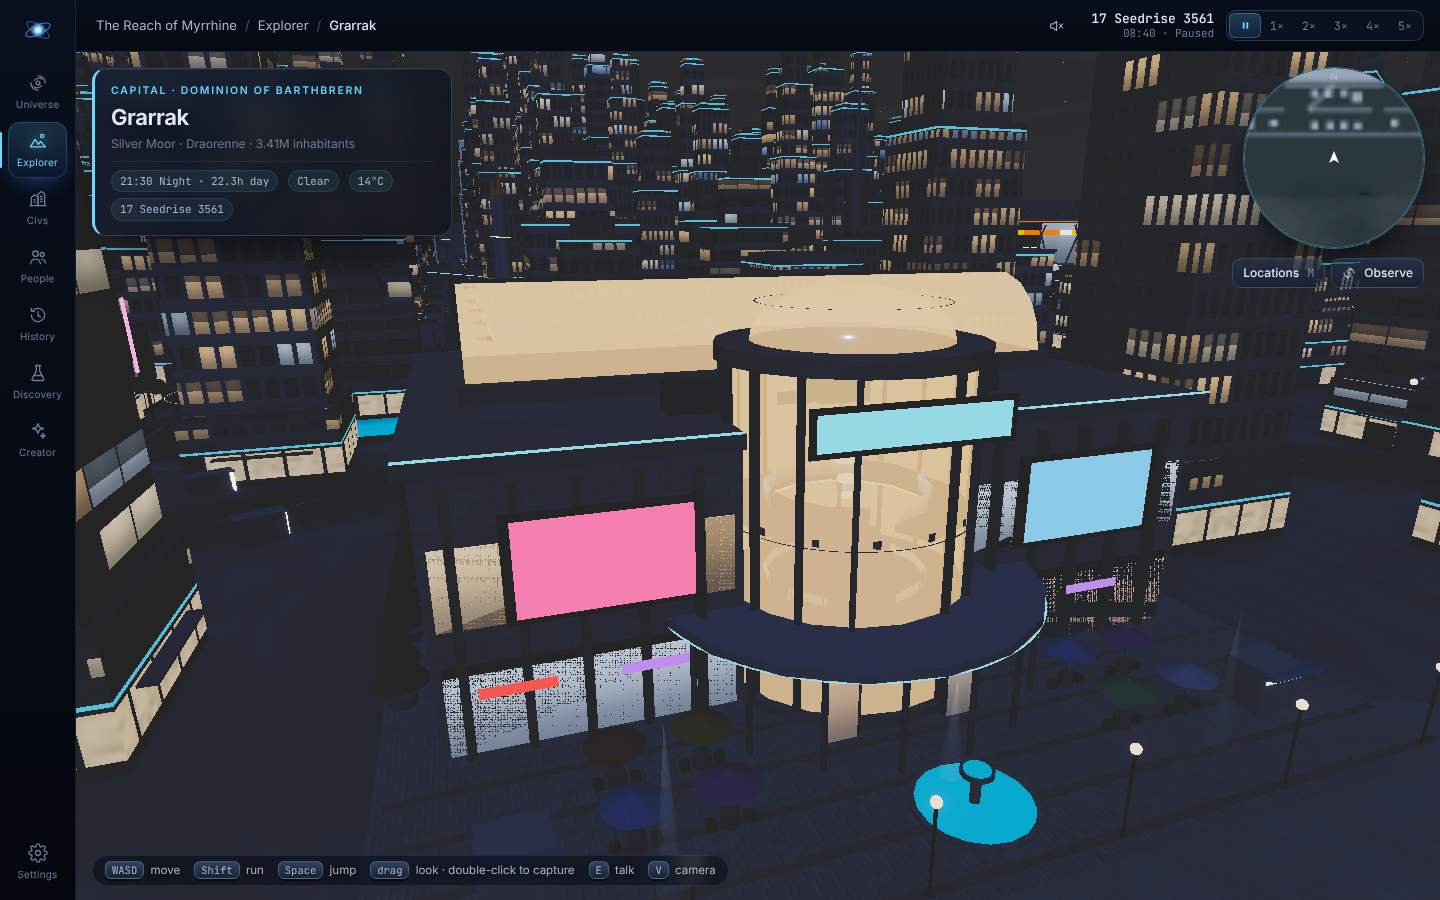 The Reach of Myrrhine / Explorer / Grarrak
17 Seedrise 3561
08:40 · Paused
1× 2× 3× 4× 5×
Universe
Explorer
Civs
People
History
Discovery
Creator
Settings
CAPITAL · DOMINION OF BARTHBRERN
Grarrak
Silver Moor · Draorenne · 3.41M inhabitants
21:30 Night · 22.3h day
Clear
14°C
17 Seedrise 3561
N
Locations M
Observe
WASD move Shift run Space jump drag look · double-click to capture E talk V camera